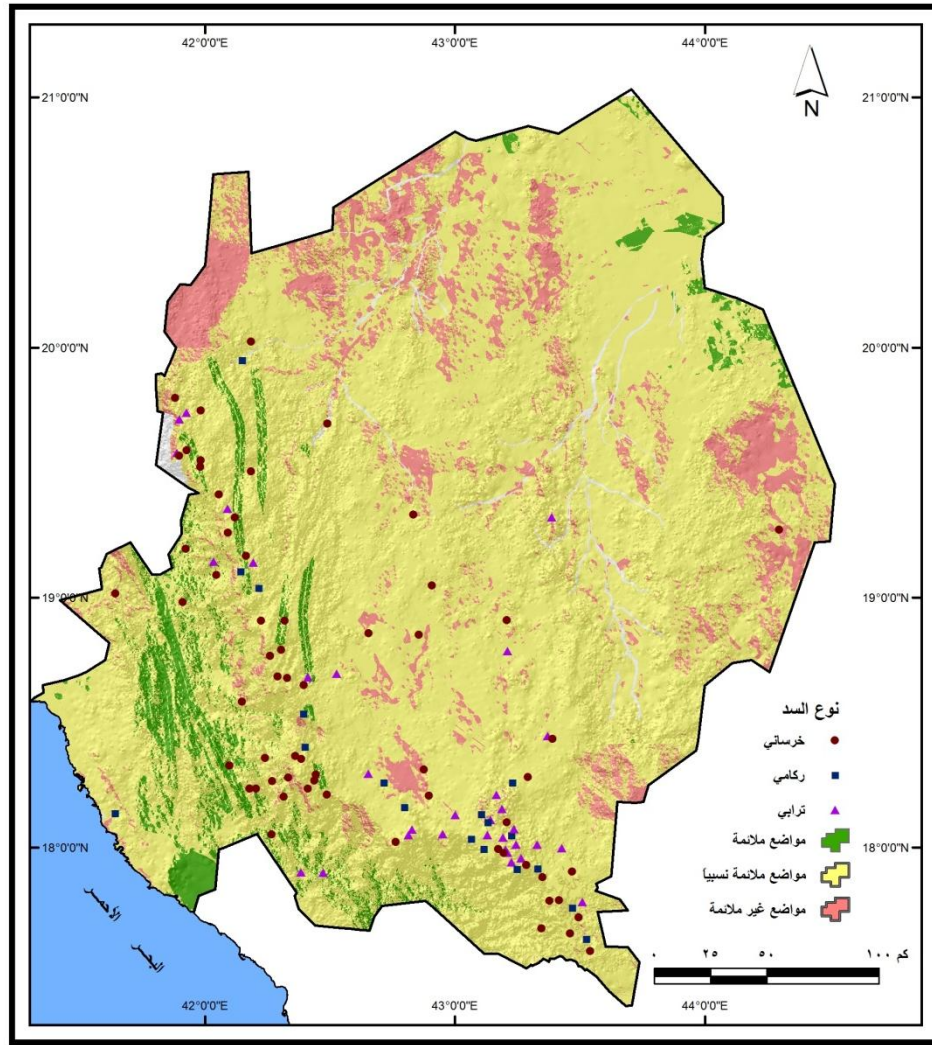 42°0'0"E 43°0'0"E 44°0'0"E
21°0'0"N 21°0'0"N
N
20°0'0"N 20°0'0"N
19°0'0"N 19°0'0"N
نوع السد
خرساني
ركامي
ترابي
مواضع ملائمة
مواضع ملائمة نسبياً
مواضع غير ملائمة
18°0'0"N 18°0'0"N
البحر الأحمر
٠ ٢٥ ٥٠ ١٠٠ كم
42°0'0"E 43°0'0"E 44°0'0"E